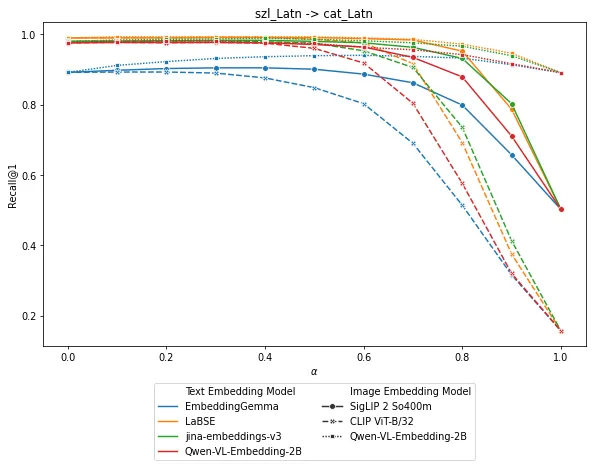 szl_Latn -> cat_Latn
Recall@1
0.8
0.6
0.4
0.2
0.0
0.2
0.4
0.6
0.8
1.0
α
Text Embedding Model
EmbeddingGemma
LaBSE
jina-embeddings-v3
Qwen-VL-Embedding-2B
Image Embedding Model
SigLIP 2 So400m
CLIP ViT-B/32
Qwen-VL-Embedding-2B
1.0